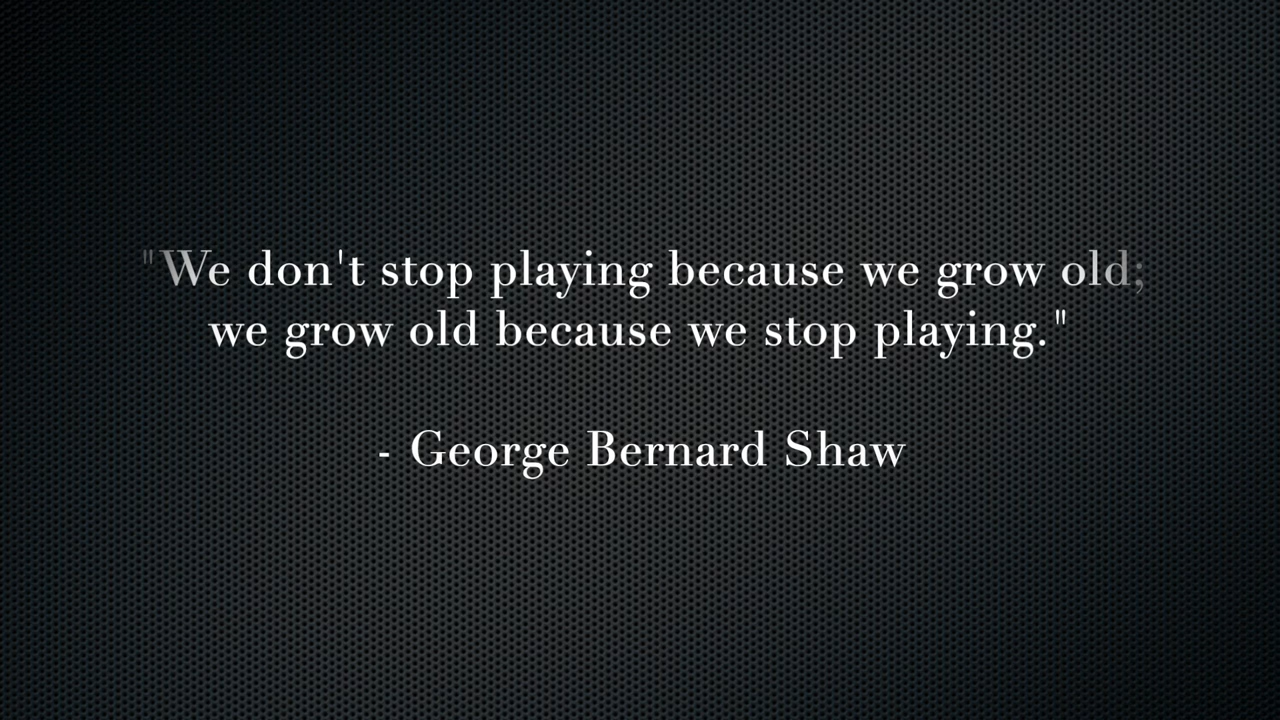 "We don't stop playing because we grow old;
we grow old because we stop playing."
- George Bernard Shaw